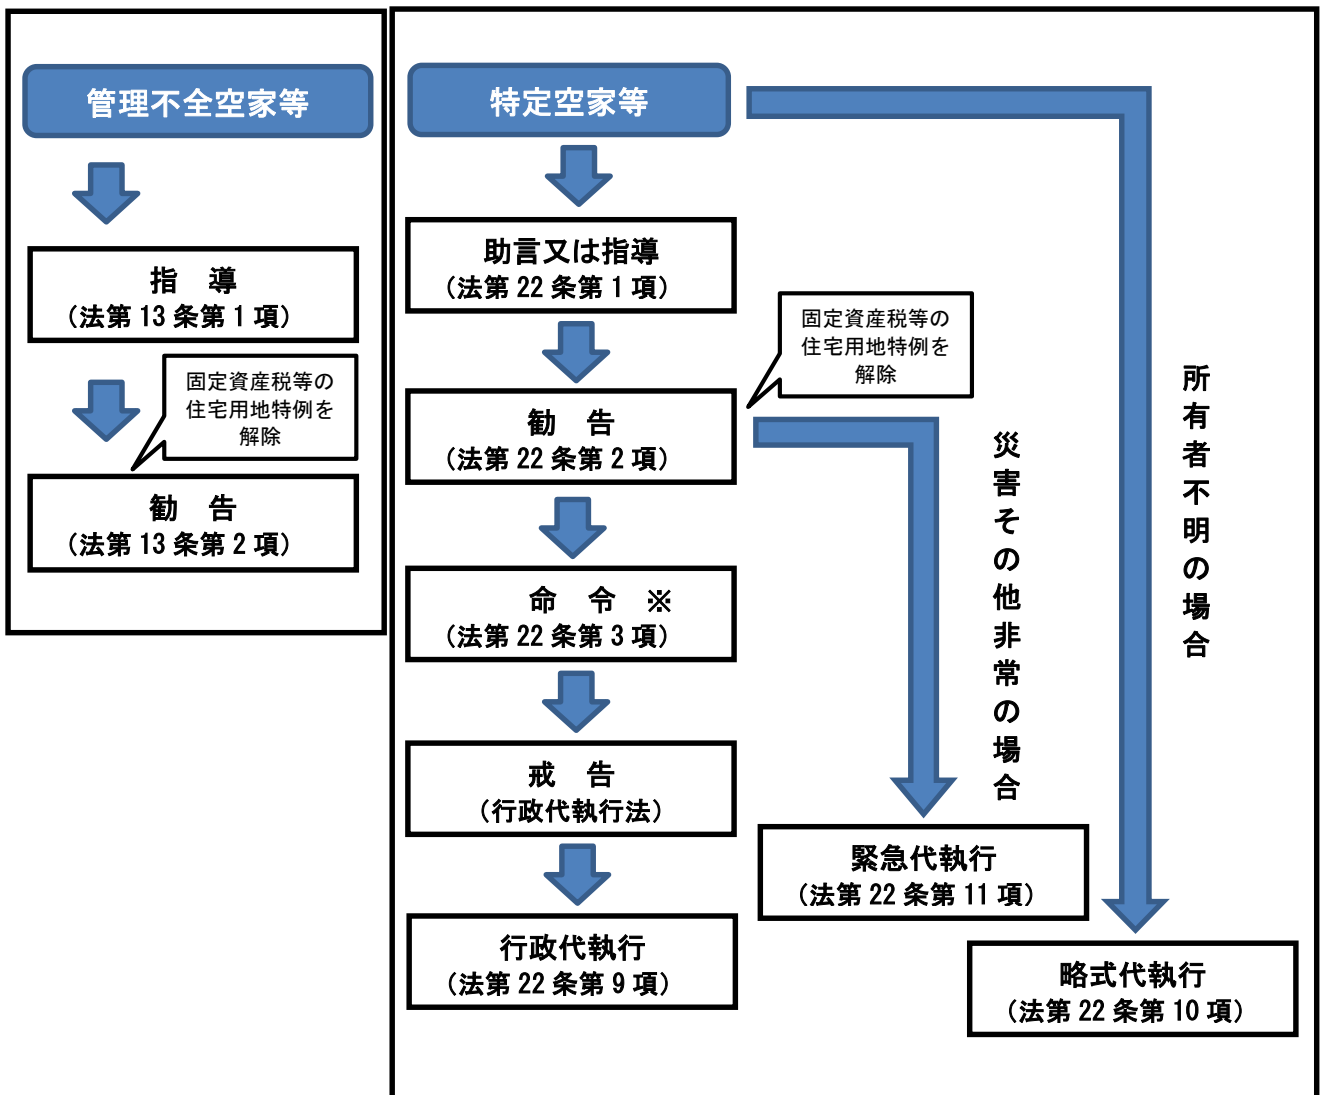 管理不全空家等
指　導
（法第 13 条第 1 項）
固定資産税等の
住宅用地特例を
解除
勧　告
（法第 13 条第 2 項）
特定空家等
助言又は指導
（法第 22 条第 1 項）
固定資産税等の
住宅用地特例を
解除
勧　告
（法第 22 条第 2 項）
命　令　※
（法第 22 条第 3 項）
戒　告
（行政代執行法）
行政代執行
（法第 22 条第 9 項）
災害その他非常の場合
緊急代執行
（法第 22 条第 11 項）
所有者不明の場合
略式代執行
（法第 22 条第 10 項）